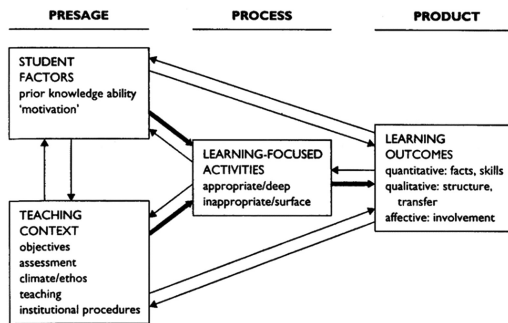 PRESAGE
PROCESS
PRODUCT
STUDENT
FACTORS
prior knowledge ability
'motivation'
LEARNING-FOCUSED
ACTIVITIES
appropriate/deep
inappropriate/surface
LEARNING
OUTCOMES
quantitative: facts, skills
qualitative: structure,
transfer
affective: involvement
TEACHING
CONTEXT
objectives
assessment
climate/ethos
teaching
institutional procedures